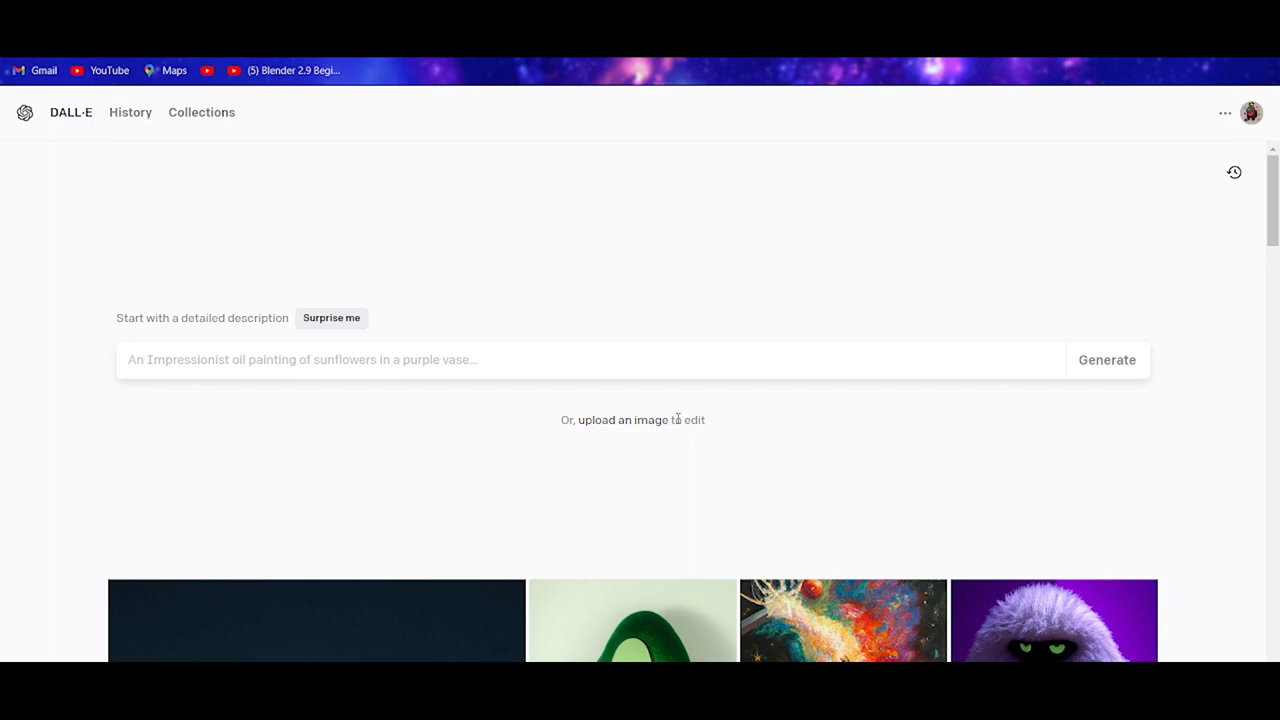 Gmail YouTube Maps (5) Blender 2.9 Begi...
DALL·E History Collections
Start with a detailed description Surprise me
An Impressionist oil painting of sunflowers in a purple vase... Generate
Or, upload an image to edit